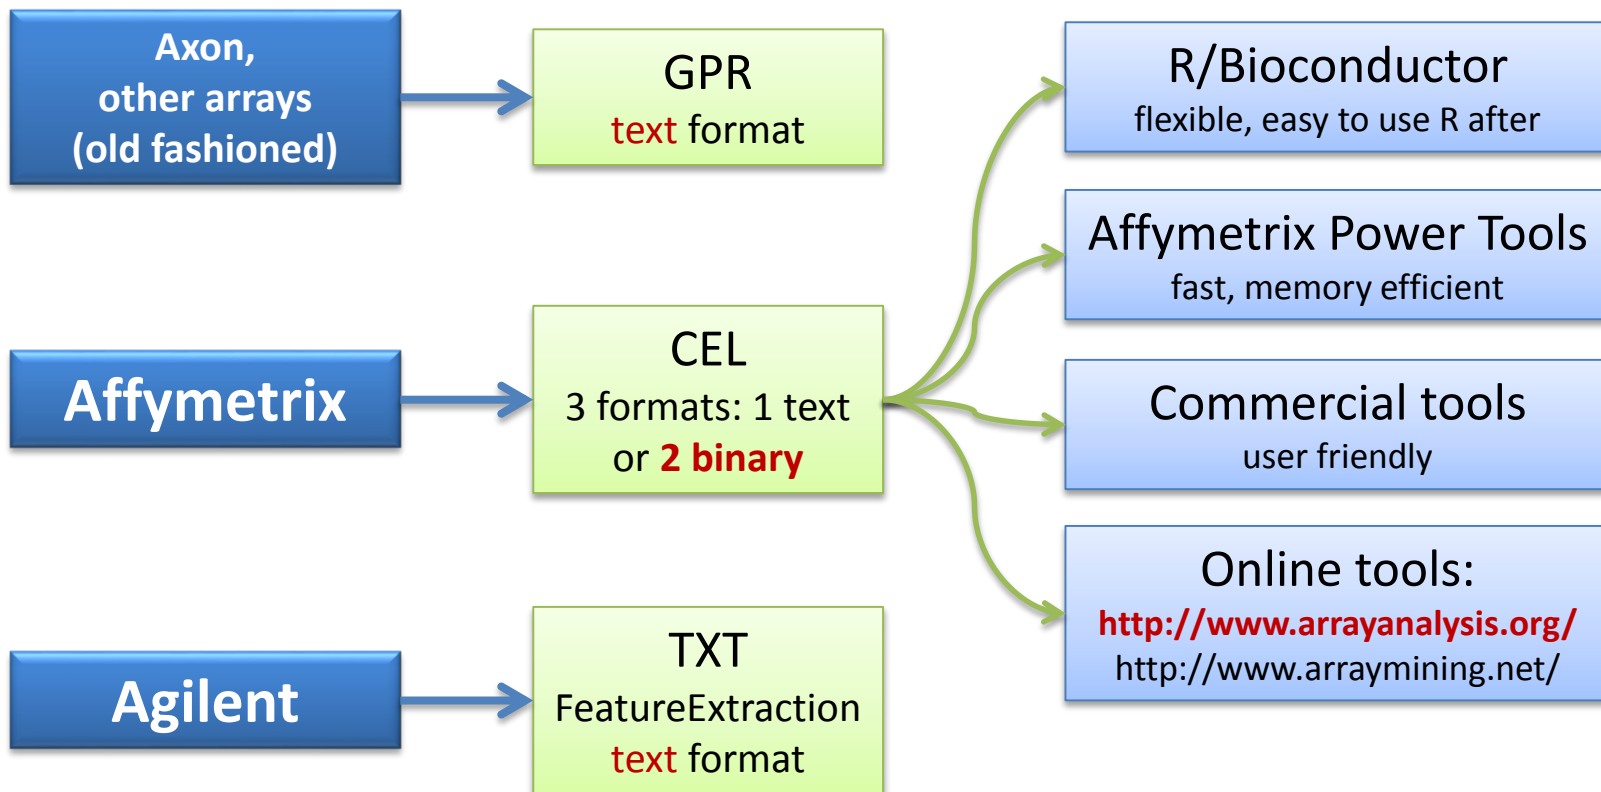 Axon,
other arrays
(old fashioned)
GPR
text format
R/Bioconductor
flexible, easy to use R after
Affymetrix Power Tools
fast, memory efficient
Affymetrix
CEL
3 formats: 1 text
or 2 binary
Commercial tools
user friendly
Online tools:
http://www.arrayanalysis.org/
http://www.arraymining.net/
Agilent
TXT
FeatureExtraction
text format